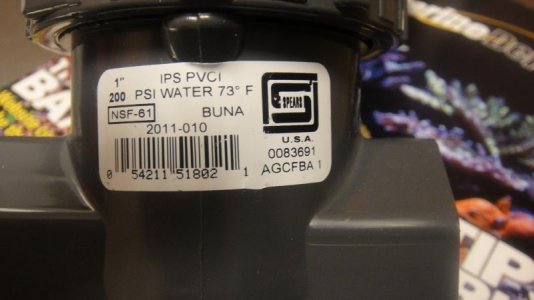 1" IPS PVCI
200 PSI WATER 73° F
NSF-61 BUNA
2011-010
0 54211 51802 1
SPEARS
U.S.A.
0083691
AGCFBA 1